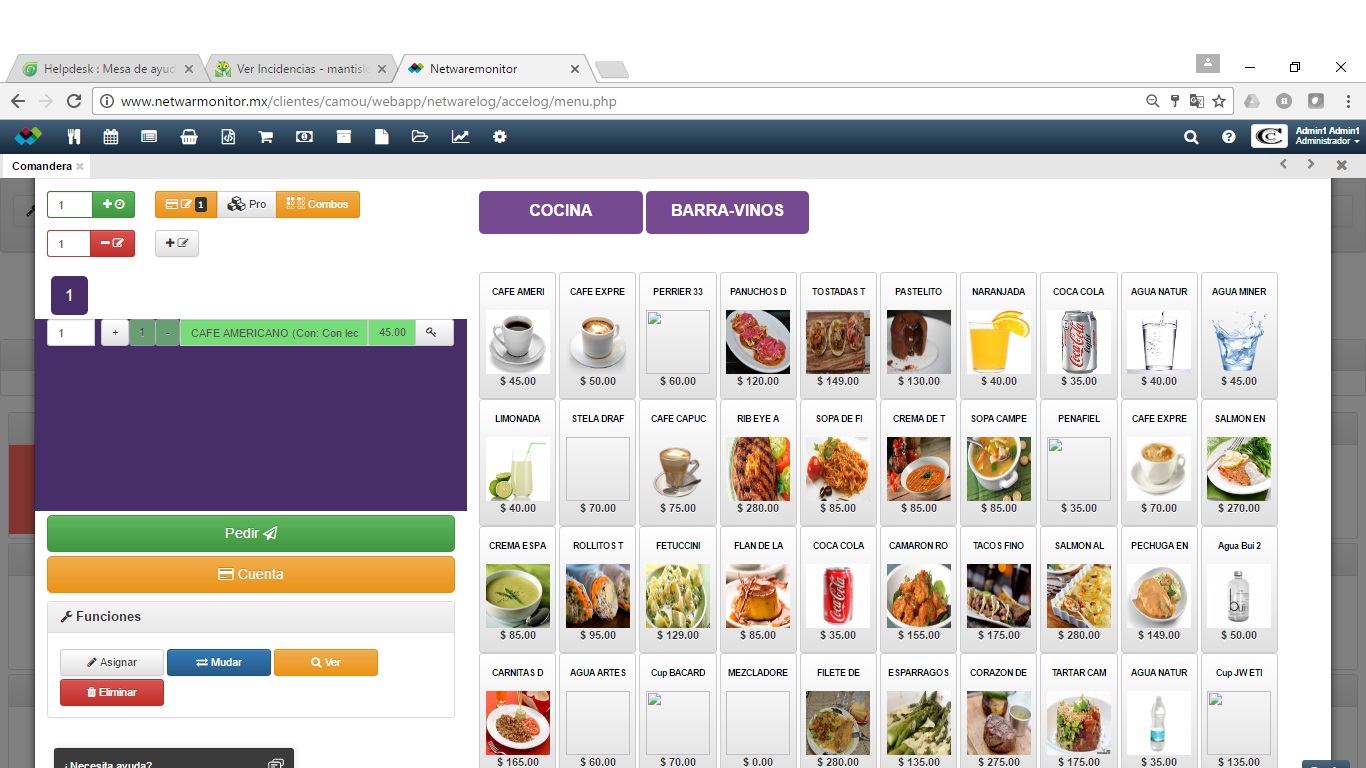 Helpdesk : Mesa de ayud
Ver Incidencias - mantisl
Netwaremonitor
www.netwarmonitor.mx/clientes/camou/webapp/netwarelog/accelog/menu.php
Admin1 Admin1
Administrador
Comandera
1
1 Pro Combos
1
COCINA BARRA-VINOS
1
1 + 1 - CAFE AMERICANO (Con: Con lec 45.00
Pedir
Cuenta
Funciones
Asignar Mudar Ver
Eliminar
¿Necesita ayuda?
CAFE AMERI CAFE EXPRE PERRIER 33 PANUCHOS D TOSTADAS T PASTELITO NARANJADA COCA COLA AGUA NATUR AGUA MINER
$ 45.00 $ 50.00 $ 60.00 $ 120.00 $ 149.00 $ 130.00 $ 40.00 $ 35.00 $ 40.00 $ 45.00
LIMONADA STELA DRAF CAFE CAPUC RIB EYE A SOPA DE FI CREMA DE T SOPA CAMPE PENAFIEL CAFE EXPRE SALMON EN
$ 40.00 $ 70.00 $ 75.00 $ 280.00 $ 85.00 $ 85.00 $ 85.00 $ 35.00 $ 70.00 $ 270.00
CREMA ESPA ROLLITOS T FETUCCINI FLAN DE LA COCA COLA CAMARON RO TACOS FINO SALMON AL PECHUGA EN Agua Bui 2
$ 85.00 $ 95.00 $ 129.00 $ 85.00 $ 35.00 $ 155.00 $ 175.00 $ 280.00 $ 149.00 $ 50.00
CARNITAS D AGUA ARTES Cup BACARD MEZCLADORE FILETE DE ESPARRAGOS CORAZON DE TARTAR CAM AGUA NATUR Cup JW ETI
$ 165.00 $ 60.00 $ 70.00 $ 0.00 $ 280.00 $ 135.00 $ 275.00 $ 175.00 $ 35.00 $ 135.00